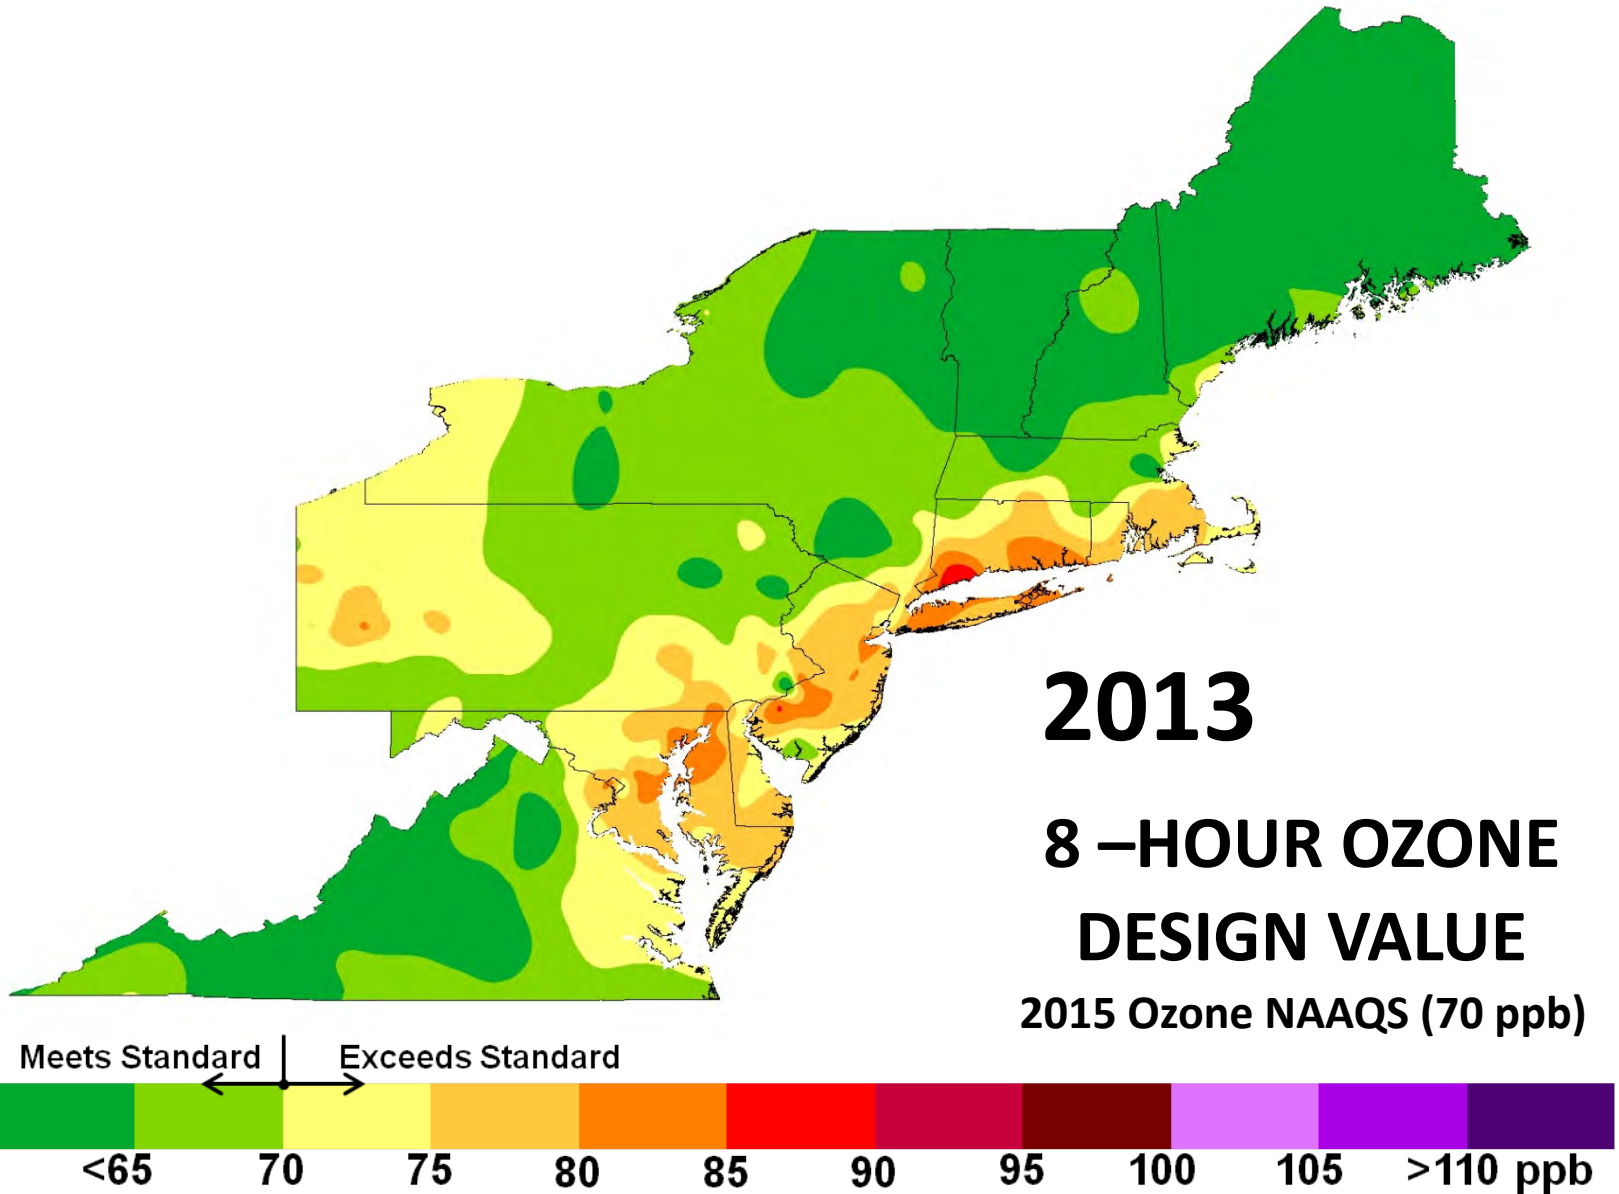 2013
8 –HOUR OZONE
DESIGN VALUE
2015 Ozone NAAQS (70 ppb)
Meets Standard Exceeds Standard
<65 70 75 80 85 90 95 100 105 >110 ppb